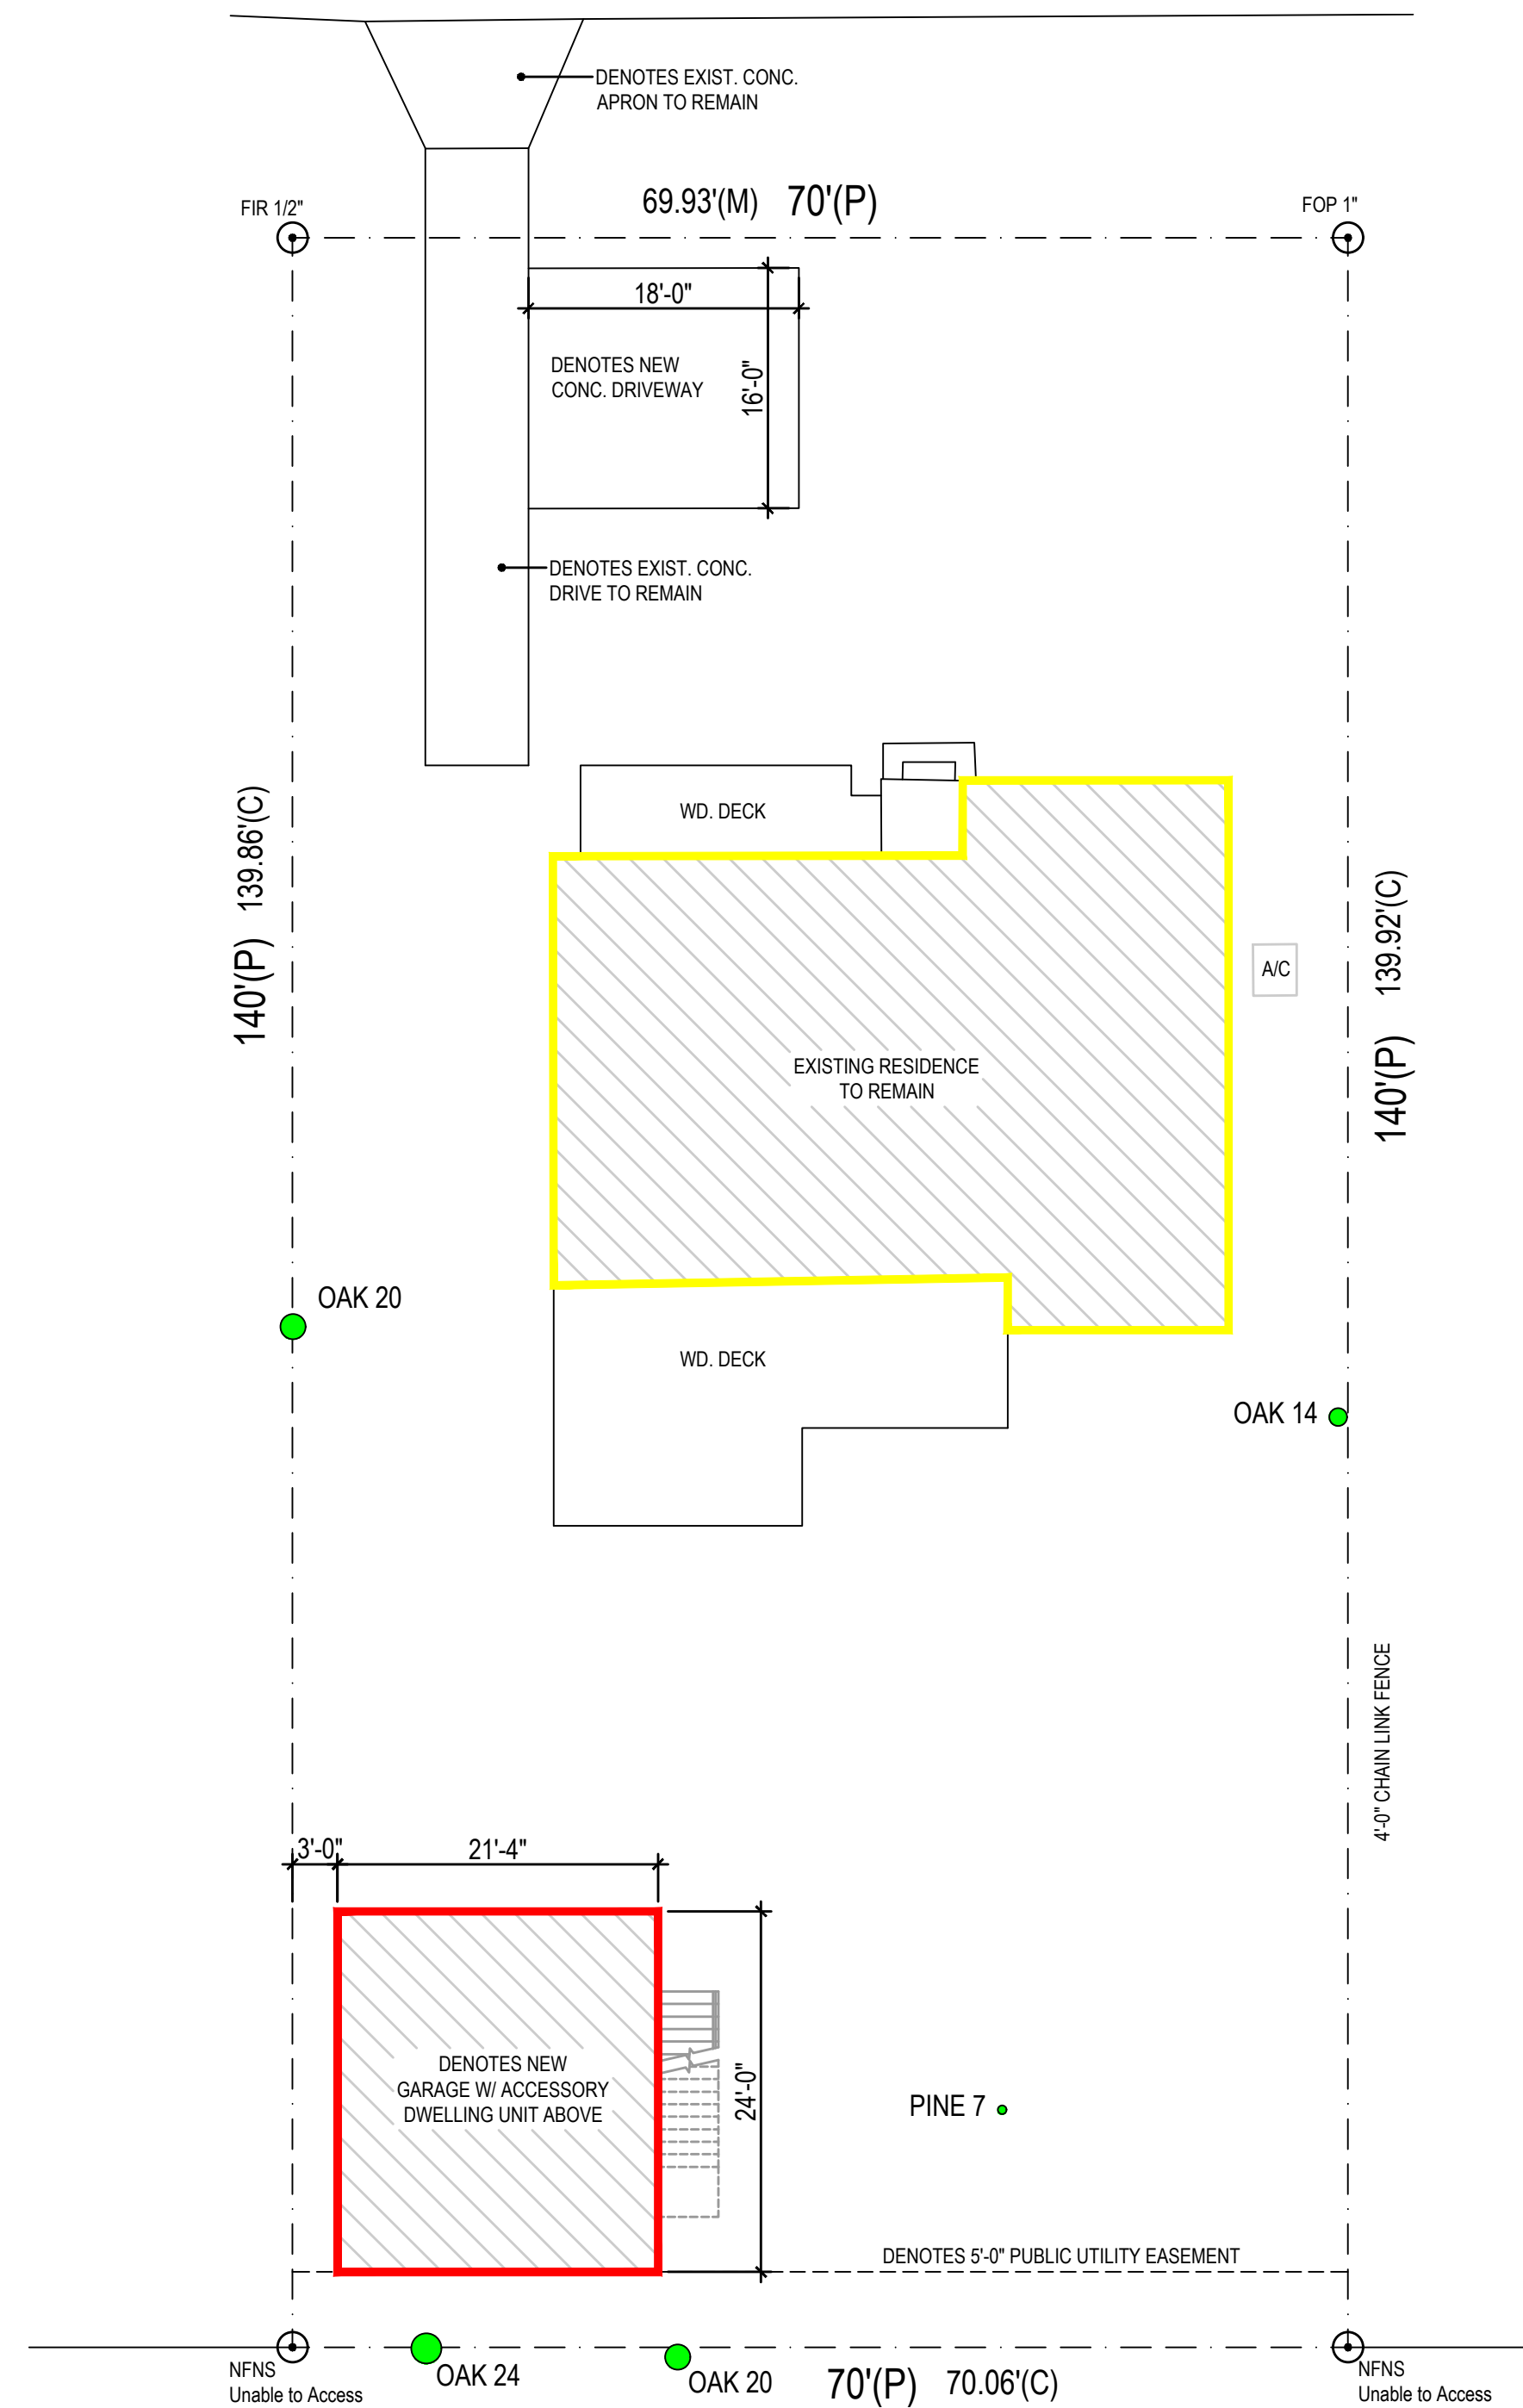 DENOTES EXIST. CONC.
APRON TO REMAIN
69.93'(M) 70'(P)
FIR 1/2"
FOP 1"
18'-0"
DENOTES NEW
CONC. DRIVEWAY
16'-0"
DENOTES EXIST. CONC.
DRIVE TO REMAIN
WD. DECK
140'(P) 139.86'(C)
A/C
140'(P) 139.92'(C)
EXISTING RESIDENCE
TO REMAIN
OAK 20
WD. DECK
OAK 14
4'-0" CHAIN LINK FENCE
3'-0"
21'-4"
DENOTES NEW
GARAGE W/ ACCESSORY
DWELLING UNIT ABOVE
24'-0"
PINE 7
DENOTES 5'-0" PUBLIC UTILITY EASEMENT
NFNS
Unable to Access
OAK 24
OAK 20
70'(P) 70.06'(C)
NFNS
Unable to Access